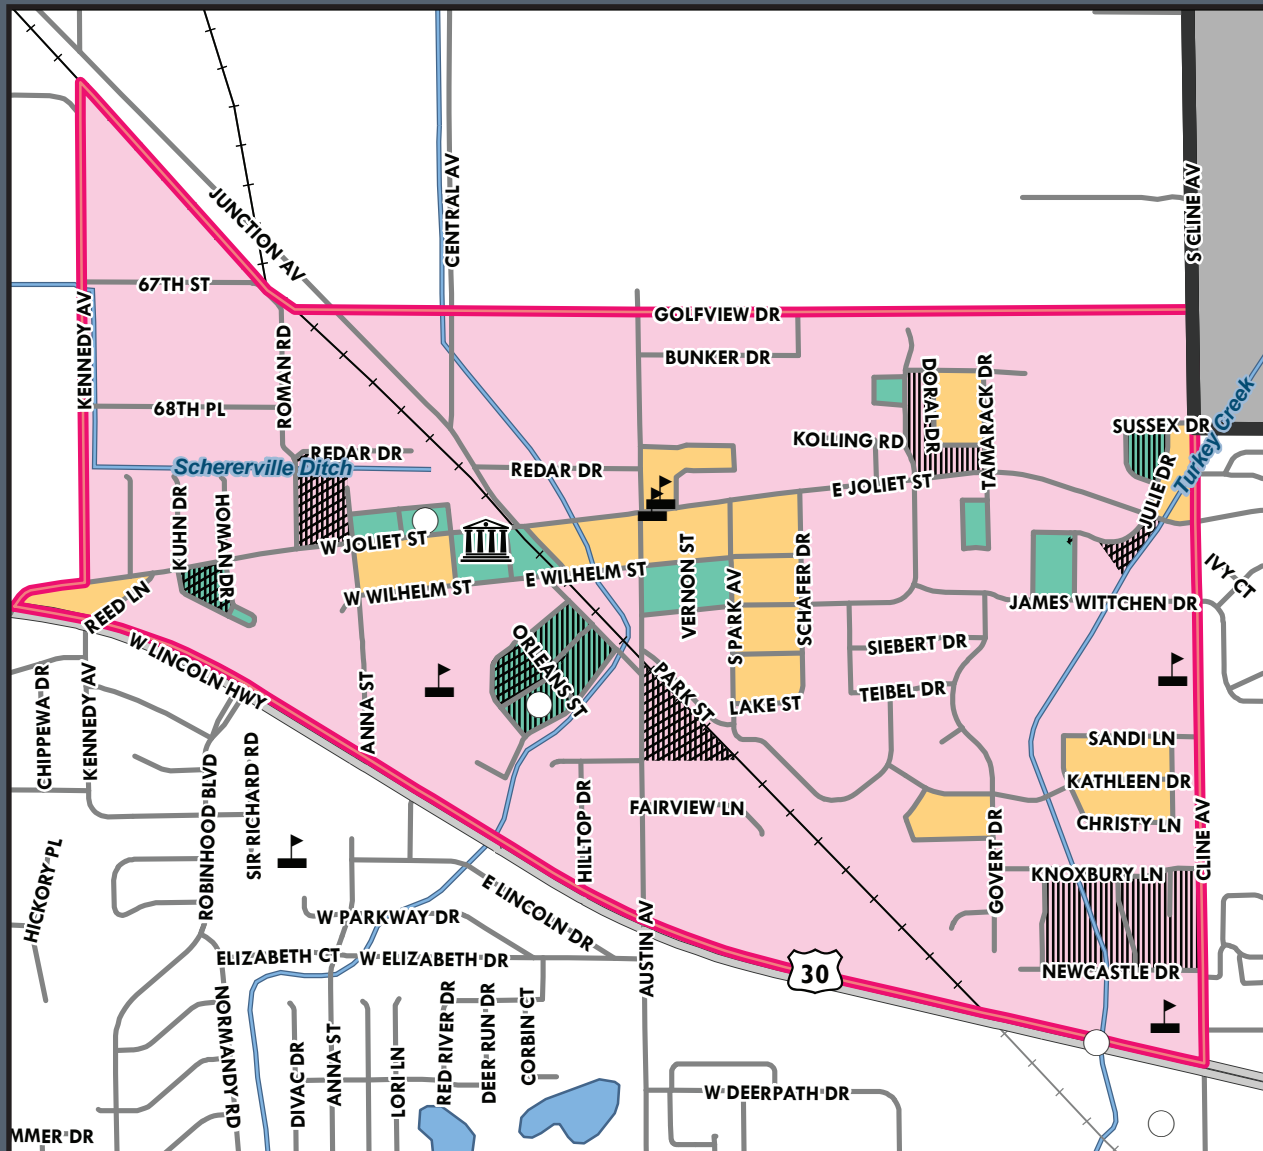 JUNCTION AV
CENTRAL AV
S CLINE AV
67TH ST
KENNEDY AV
GOLFVIEW DR
BUNKER DR
ROMAN RD
68TH PL
DORAL DR
TAMARACK DR
KOLLING RD
SUSSEX DR
Turkey Creek
REDAR DR
Schererville Ditch
REDAR DR
E JOLIET ST
JULIE DR
KUHN DR
HOMAN DR
W JOLIET ST
E WILHELM ST
W WILHELM ST
VERNON ST
S PARK AV
SCHAFER DR
IVY CT
REED LN
JAMES WITTCHEN DR
W LINCOLN HWY
ORLEANS ST
SIEBERT DR
PARK ST
TEIBEL DR
LAKE ST
CHIPPEWA DR
KENNEDY AV
ANNA ST
SANDI LN
KATHLEEN DR
CHRISTY LN
ROBINHOOD BLVD
SIR RICHARD RD
HILLTOP DR
FAIRVIEW LN
GOVERT DR
CLINE AV
HICKORY PL
KNOXBURY LN
E LINCOLN DR
W PARKWAY DR
AUSTIN AV
ELIZABETH CT
W ELIZABETH DR
30
NEWCASTLE DR
NORMANDY RD
DIVAC DR
ANNA ST
LORI LN
RED RIVER DR
DEER RUN DR
CORBIN CT
W DEERPATH DR
MMER DR